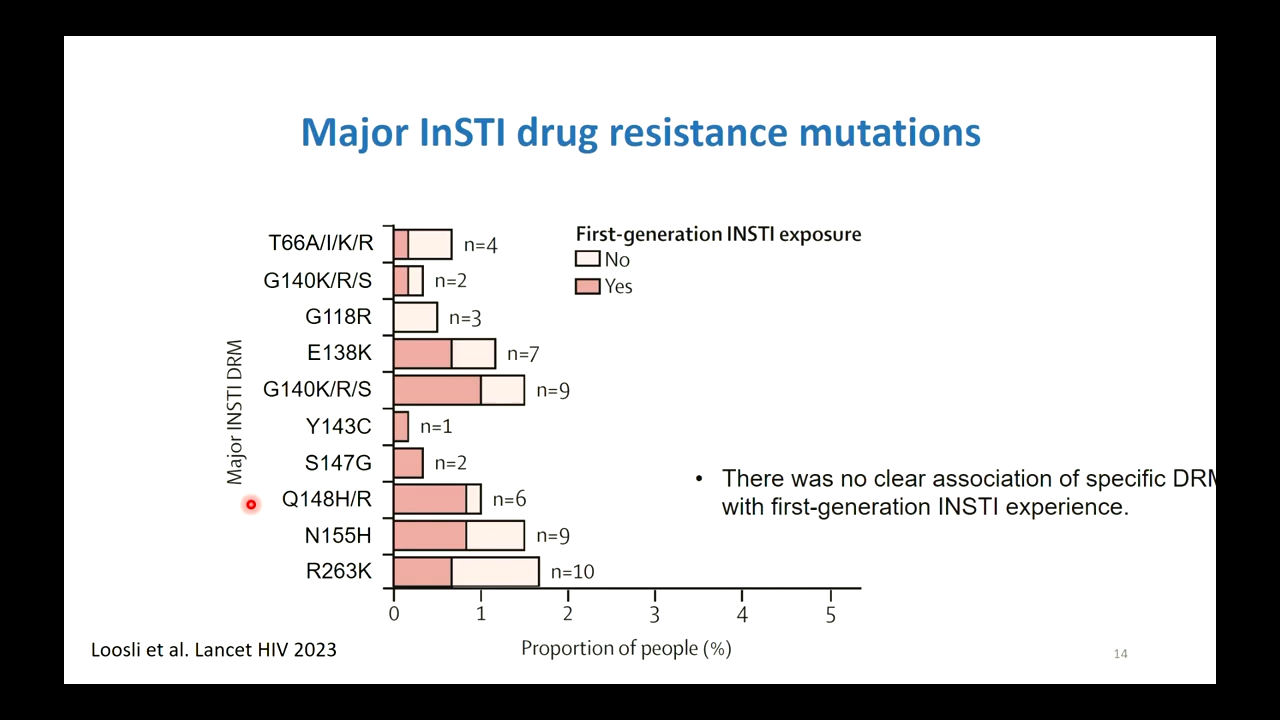 Major InSTI drug resistance mutations
First-generation INSTI exposure
No
Yes
Major INSTI DRM
T66A/I/K/R n=4
G140K/R/S n=2
G118R n=3
E138K n=7
G140K/R/S n=9
Y143C n=1
S147G n=2
Q148H/R n=6
N155H n=9
R263K n=10
0 1 2 3 4 5
Proportion of people (%)
• There was no clear association of specific DRM
with first-generation INSTI experience.
Loosli et al. Lancet HIV 2023
14